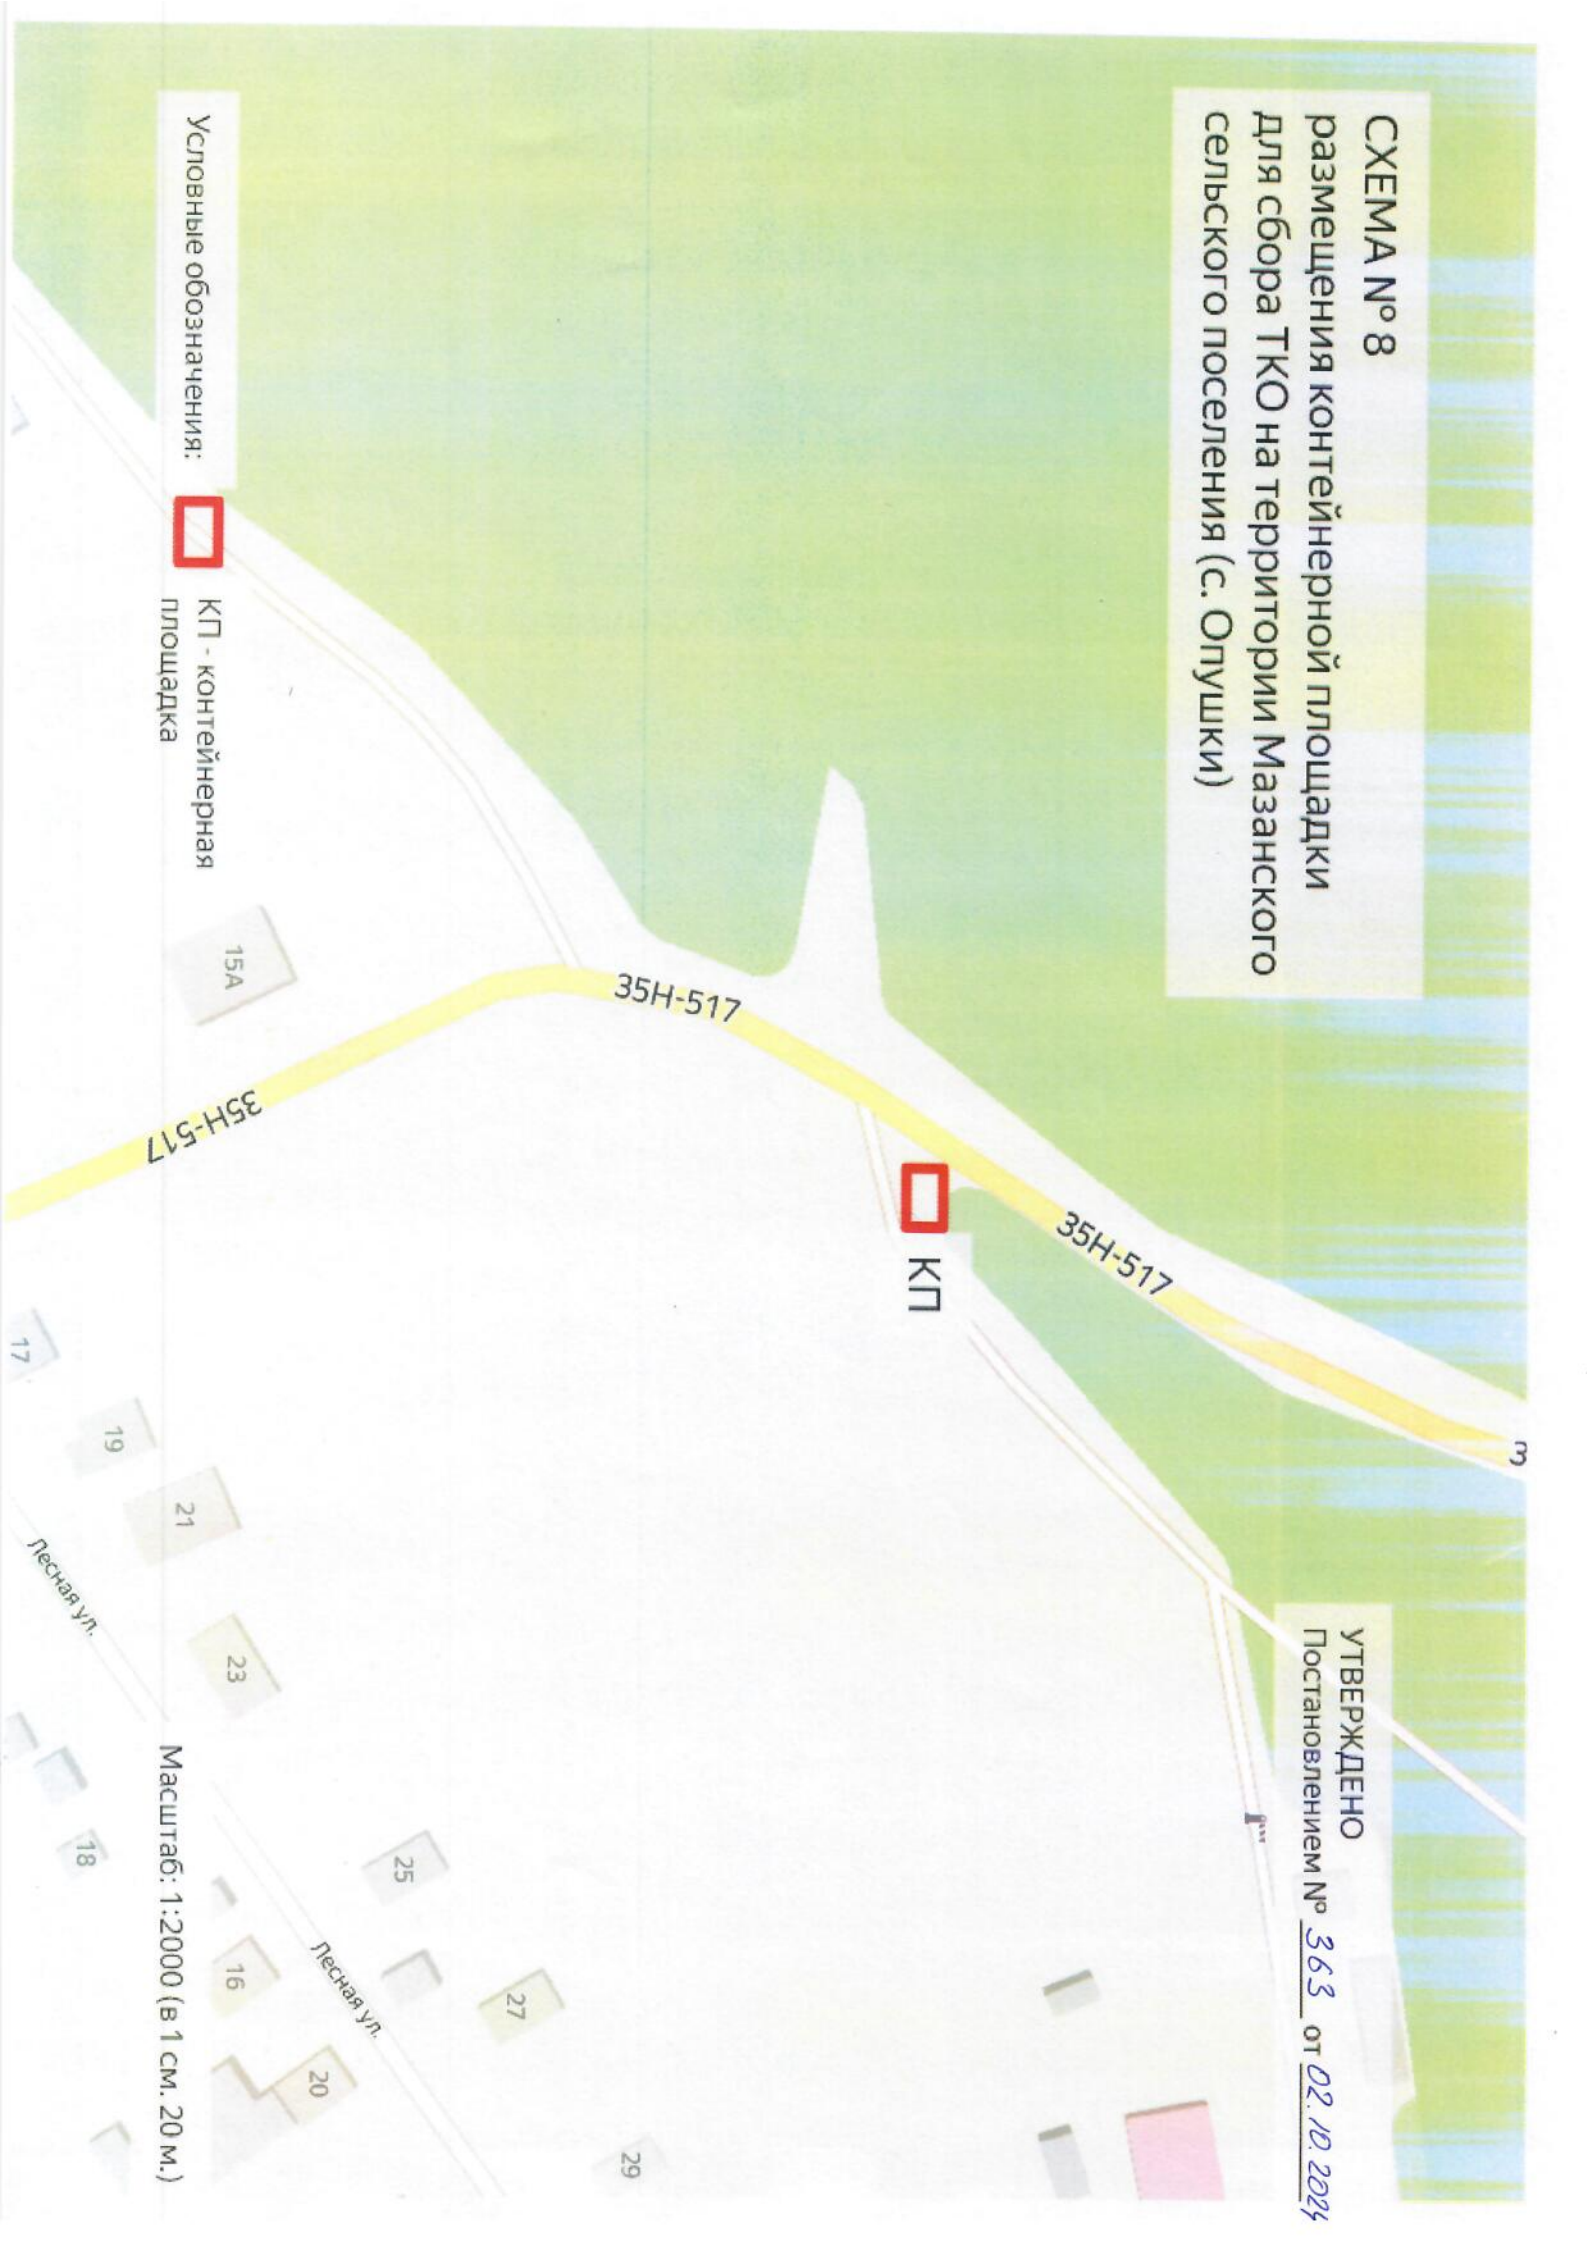 СХЕМА № 8
размещения контейнерной площадки
для сбора ТКО на территории Мазанского
сельского поселения (с. Опушки)
УТВЕРЖДЕНО
Постановлением № 363 от 02.10.2024
3
35Н-517
35Н-517
КП
35Н-517
29
27
25
Лесная ул.
20
16
15А
23
21
19
17
18
Лесная ул.
Условные обозначения:
КП - контейнерная
площадка
Масштаб: 1:2000 (в 1 см. 20 м.)